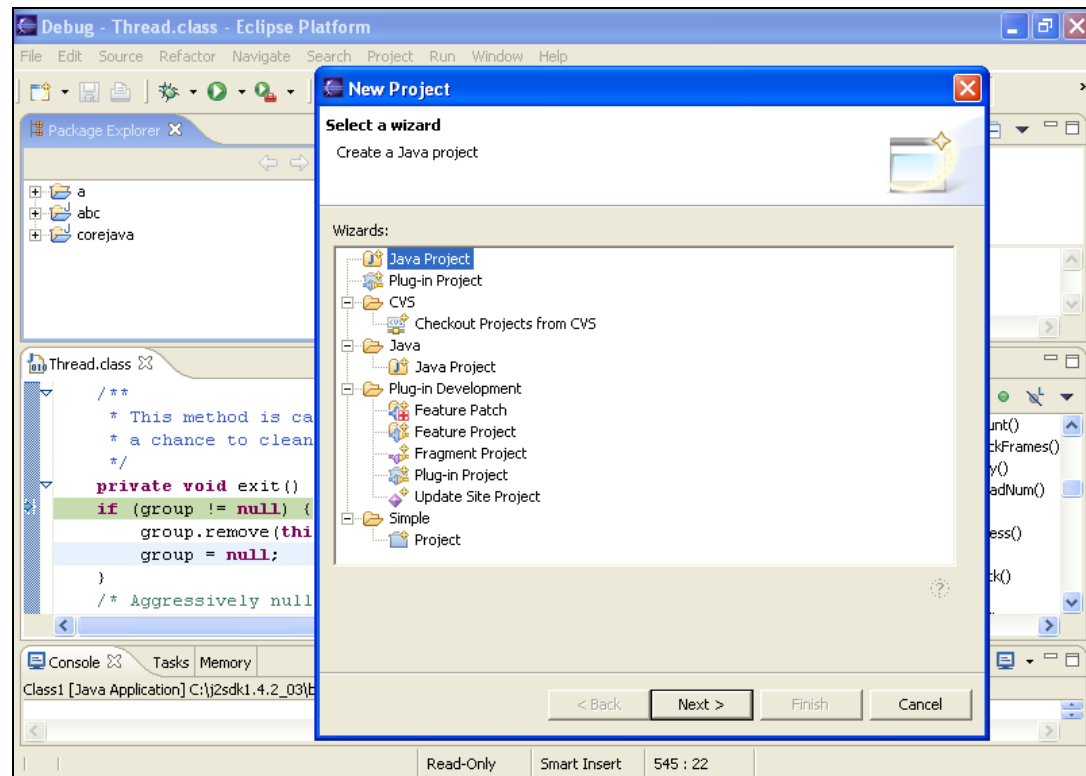 Debug - Thread.class - Eclipse Platform
File Edit Source Refactor Navigate Search Project Run Window Help
Package Explorer
a
abc
corejava
New Project
Select a wizard
Create a Java project
Wizards:
Java Project
Plug-in Project
CVS
Checkout Projects from CVS
Java
Java Project
Plug-in Development
Feature Patch
Feature Project
Fragment Project
Plug-in Project
Update Site Project
Simple
Project
< Back Next > Finish Cancel
Thread.class
/**
* This method is ca
* a chance to clean
*/
private void exit()
if (group != null) {
group.remove(thi
group = null;
}
/* Aggressively null
unt()
ckFrames()
y()
adNum()
ess()
ck()
Console Tasks Memory
Class1 [Java Application] C:\j2sdk1.4.2_03\b
Read-Only Smart Insert 545 : 22